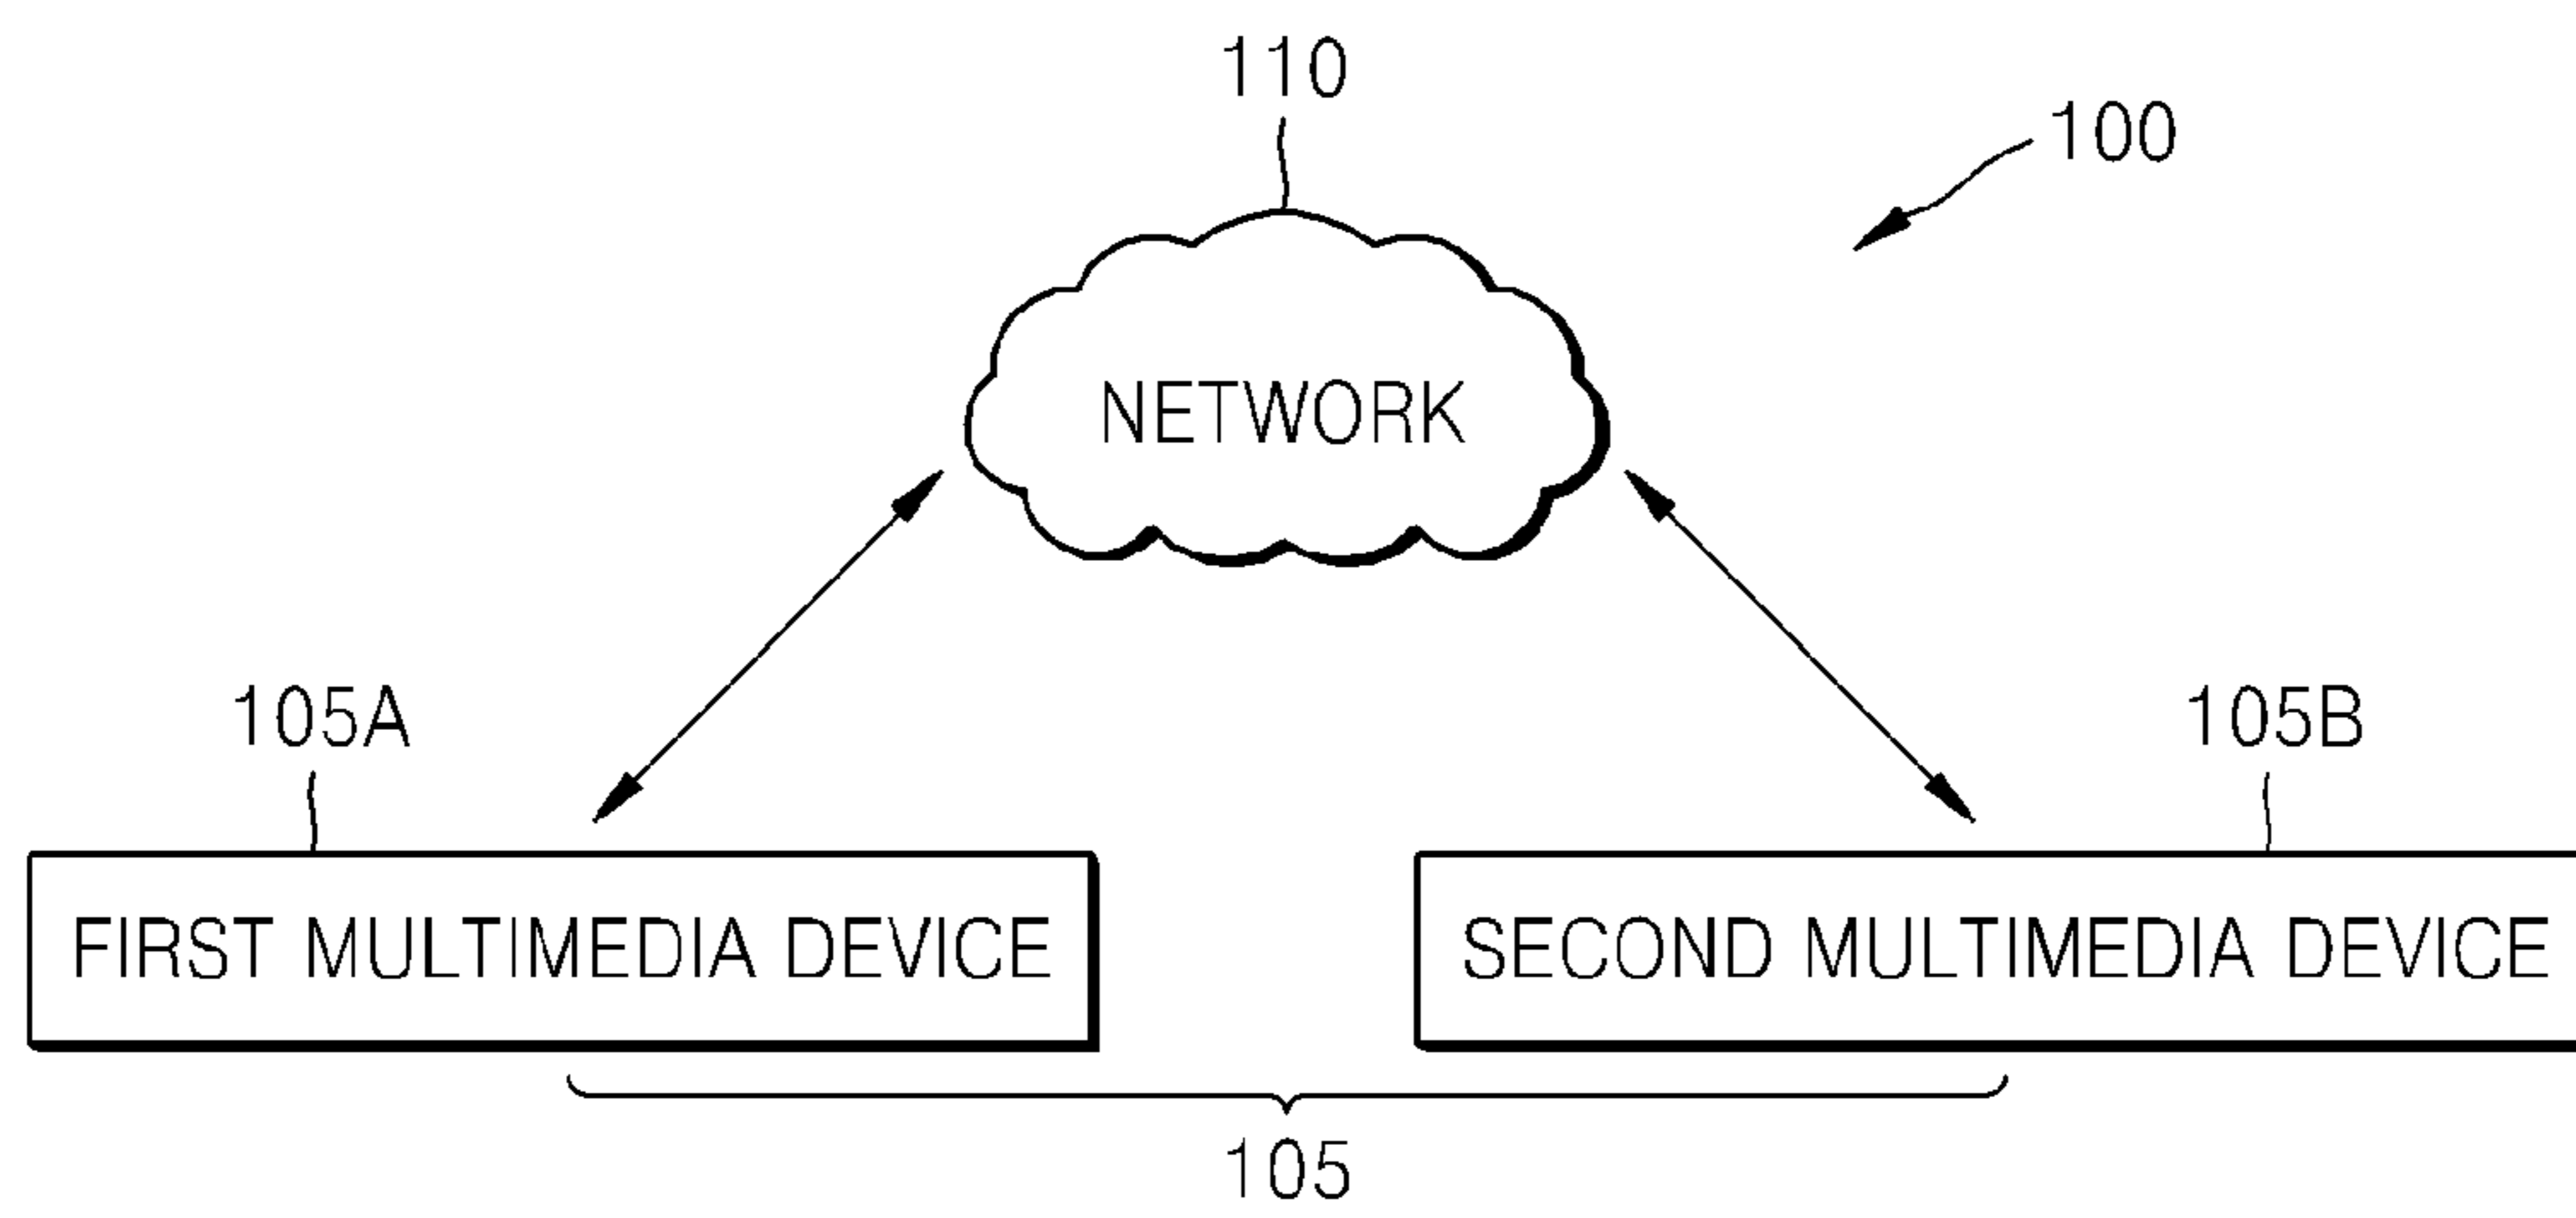 110
100
NETWORK
105A
105B
FIRST MULTIMEDIA DEVICE
SECOND MULTIMEDIA DEVICE
105